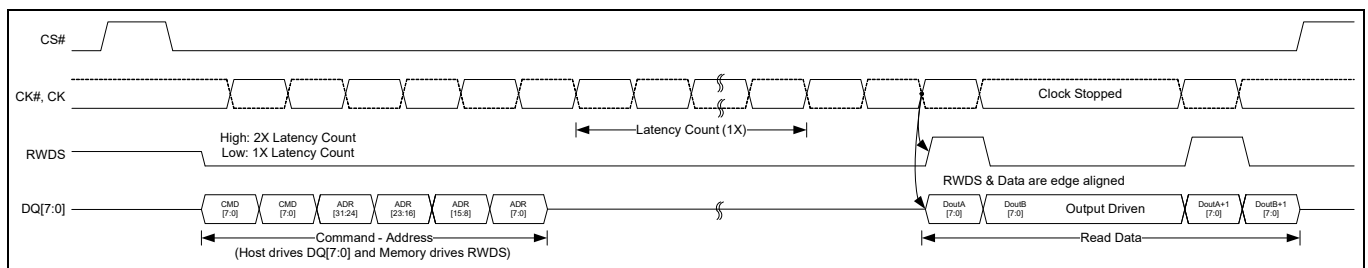 CS#
CK#, CK
Clock Stopped
Latency Count (1X)
High: 2X Latency Count
Low: 1X Latency Count
RWDS
RWDS & Data are edge aligned
DQ[7:0]
CMD [7:0]
CMD [7:0]
ADR [31:24]
ADR [23:16]
ADR [15:8]
ADR [7:0]
DoutA [7:0]
DoutB [7:0]
Output Driven
DoutA+1 [7:0]
DoutB+1 [7:0]
Command - Address
(Host drives DQ[7:0] and Memory drives RWDS)
Read Data